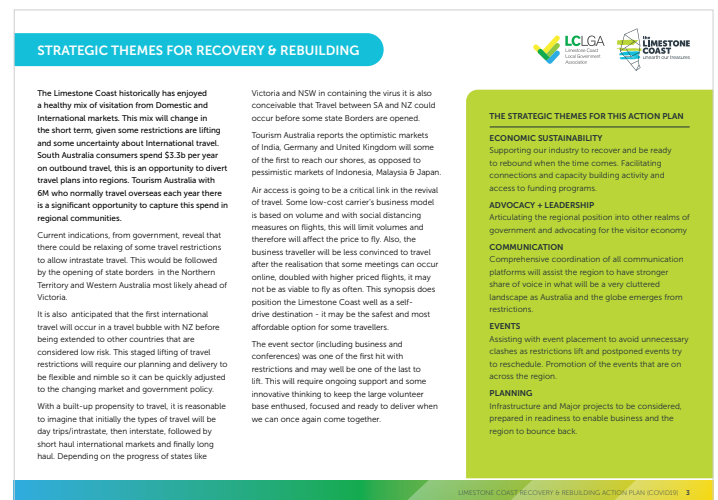 STRATEGIC THEMES FOR RECOVERY & REBUILDING
LCLGA
Limestone Coast
Local Government
Association
the
LIMESTONE
COAST
unearth our treasures
The Limestone Coast historically has enjoyed
a healthy mix of visitation from Domestic and
International markets. This mix will change in
the short term, given some restrictions are lifting
and some uncertainty about International travel.
South Australia consumers spend $3.3b per year
on outbound travel, this is an opportunity to divert
travel plans into regions. Tourism Australia with
6M who normally travel overseas each year there
is a significant opportunity to capture this spend in
regional communities.
Current indications, from government, reveal that
there could be relaxing of some travel restrictions
to allow intrastate travel. This would be followed
by the opening of state borders in the Northern
Territory and Western Australia most likely ahead of
Victoria.
It is also anticipated that the first international
travel will occur in a travel bubble with NZ before
being extended to other countries that are
considered low risk. This staged lifting of travel
restrictions will require our planning and delivery to
be flexible and nimble so it can be quickly adjusted
to the changing market and government policy.
With a built-up propensity to travel, it is reasonable
to imagine that initially the types of travel will be
day trips/intrastate, then interstate, followed by
short haul international markets and finally long
haul. Depending on the progress of states like
Victoria and NSW in containing the virus it is also
conceivable that Travel between SA and NZ could
occur before some state Borders are opened.
Tourism Australia reports the optimistic markets
of India, Germany and United Kingdom will some
of the first to reach our shores, as opposed to
pessimistic markets of Indonesia, Malaysia & Japan.
Air access is going to be a critical link in the revival
of travel. Some low-cost carrier's business model
is based on volume and with social distancing
measures on flights, this will limit volumes and
therefore will affect the price to fly. Also, the
business traveller will be less convinced to travel
after the realisation that some meetings can occur
online, doubled with higher priced flights, it may
not be as viable to fly as often. This synopsis does
position the Limestone Coast well as a self-
drive destination - it may be the safest and most
affordable option for some travellers.
The event sector (including business and
conferences) was one of the first hit with
restrictions and may well be one of the last to
lift. This will require ongoing support and some
innovative thinking to keep the large volunteer
base enthused, focused and ready to deliver when
we can once again come together.
THE STRATEGIC THEMES FOR THIS ACTION PLAN
ECONOMIC SUSTAINABILITY
Supporting our industry to recover and be ready
to rebound when the time comes. Facilitating
connections and capacity building activity and
access to funding programs.
ADVOCACY + LEADERSHIP
Articulating the regional position into other realms of
government and advocating for the visitor economy
COMMUNICATION
Comprehensive coordination of all communication
platforms will assist the region to have stronger
share of voice in what will be a very cluttered
landscape as Australia and the globe emerges from
restrictions.
EVENTS
Assisting with event placement to avoid unnecessary
clashes as restrictions lift and postponed events try
to reschedule. Promotion of the events that are on
across the region.
PLANNING
Infrastructure and Major projects to be considered,
prepared in readiness to enable business and the
region to bounce back.
LIMESTONE COAST RECOVERY & REBUILDING ACTION PLAN (COVID19) 3